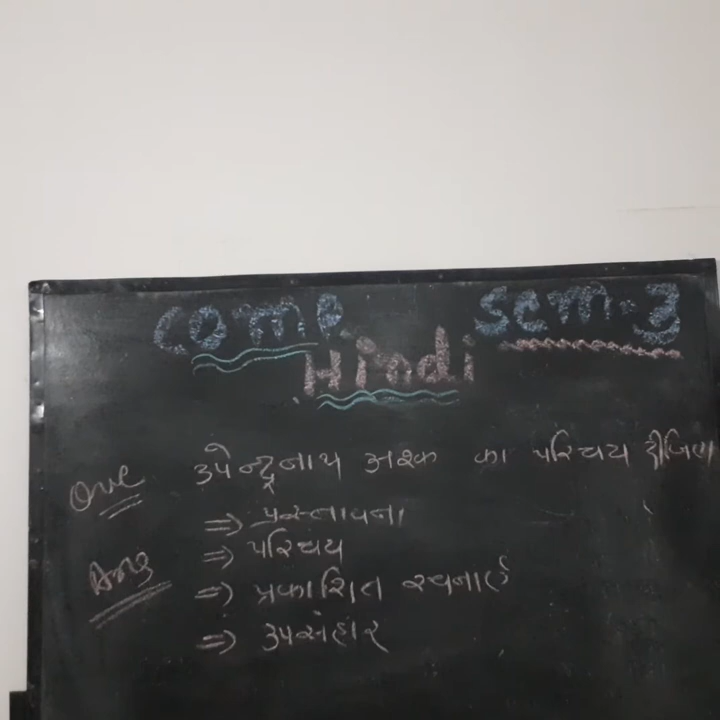 Comp Sem-3
Hindi
Que उपेन्द्रनाथ अश्क का परिचय दीजिए
⇒ प्रस्तावना
Ans ⇒ परिचय
⇒ प्रकाशित रचनाएँ
⇒ उपसंहार